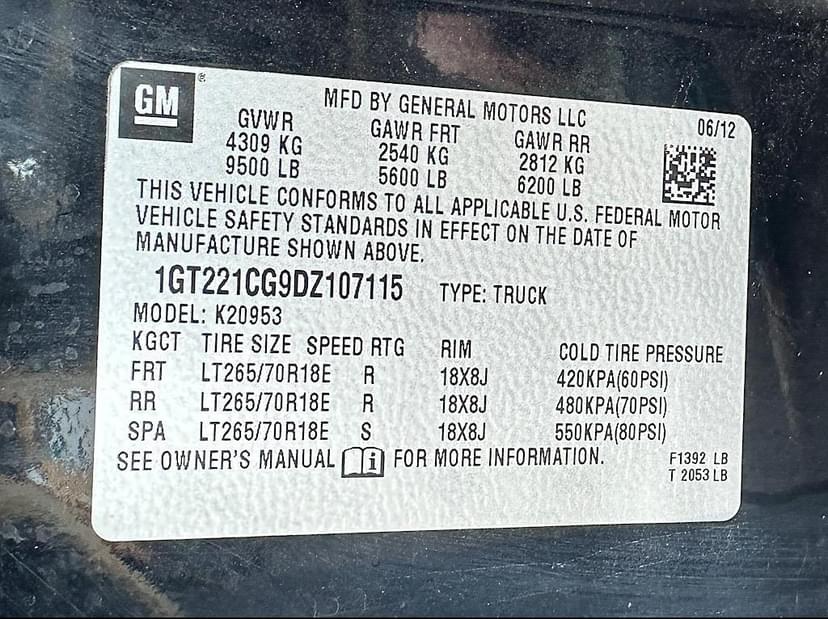 GM ®
MFD BY GENERAL MOTORS LLC 06/12
GVWR GAWR FRT GAWR RR
4309 KG 2540 KG 2812 KG
9500 LB 5600 LB 6200 LB
THIS VEHICLE CONFORMS TO ALL APPLICABLE U.S. FEDERAL MOTOR
VEHICLE SAFETY STANDARDS IN EFFECT ON THE DATE OF
MANUFACTURE SHOWN ABOVE.
1GT221CG9DZ107115 TYPE: TRUCK
MODEL: K20953
KGCT TIRE SIZE SPEED RTG RIM COLD TIRE PRESSURE
FRT LT265/70R18E R 18X8J 420KPA(60PSI)
RR LT265/70R18E R 18X8J 480KPA(70PSI)
SPA LT265/70R18E S 18X8J 550KPA(80PSI)
SEE OWNER'S MANUAL i FOR MORE INFORMATION. F1392 LB
T 2053 LB